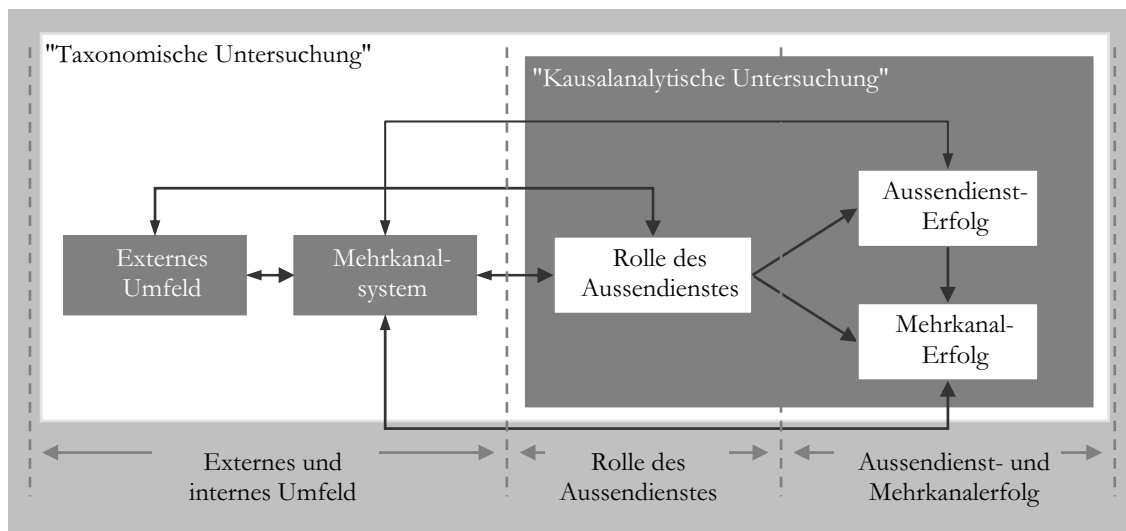 "Taxonomische Untersuchung"
"Kausalanalytische Untersuchung"
Externes
Umfeld
Mehrkanal-
system
Rolle des
Aussendienstes
Aussendienst-
Erfolg
Mehrkanal-
Erfolg
Externes und
internes Umfeld
Rolle des
Aussendienstes
Aussendienst- und
Mehrkanalerfolg